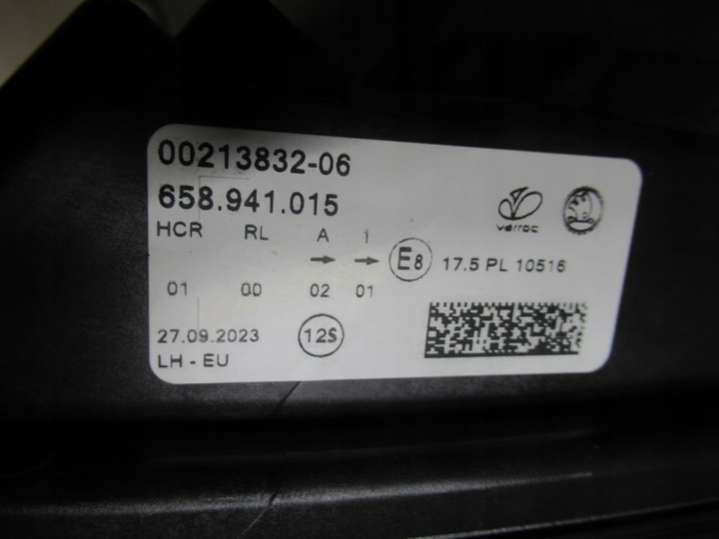 00213832-06
658.941.015
varroc
HCR RL A 1
E8 17.5 PL 10516
01 00 02 01
27.09.2023 12S
LH - EU